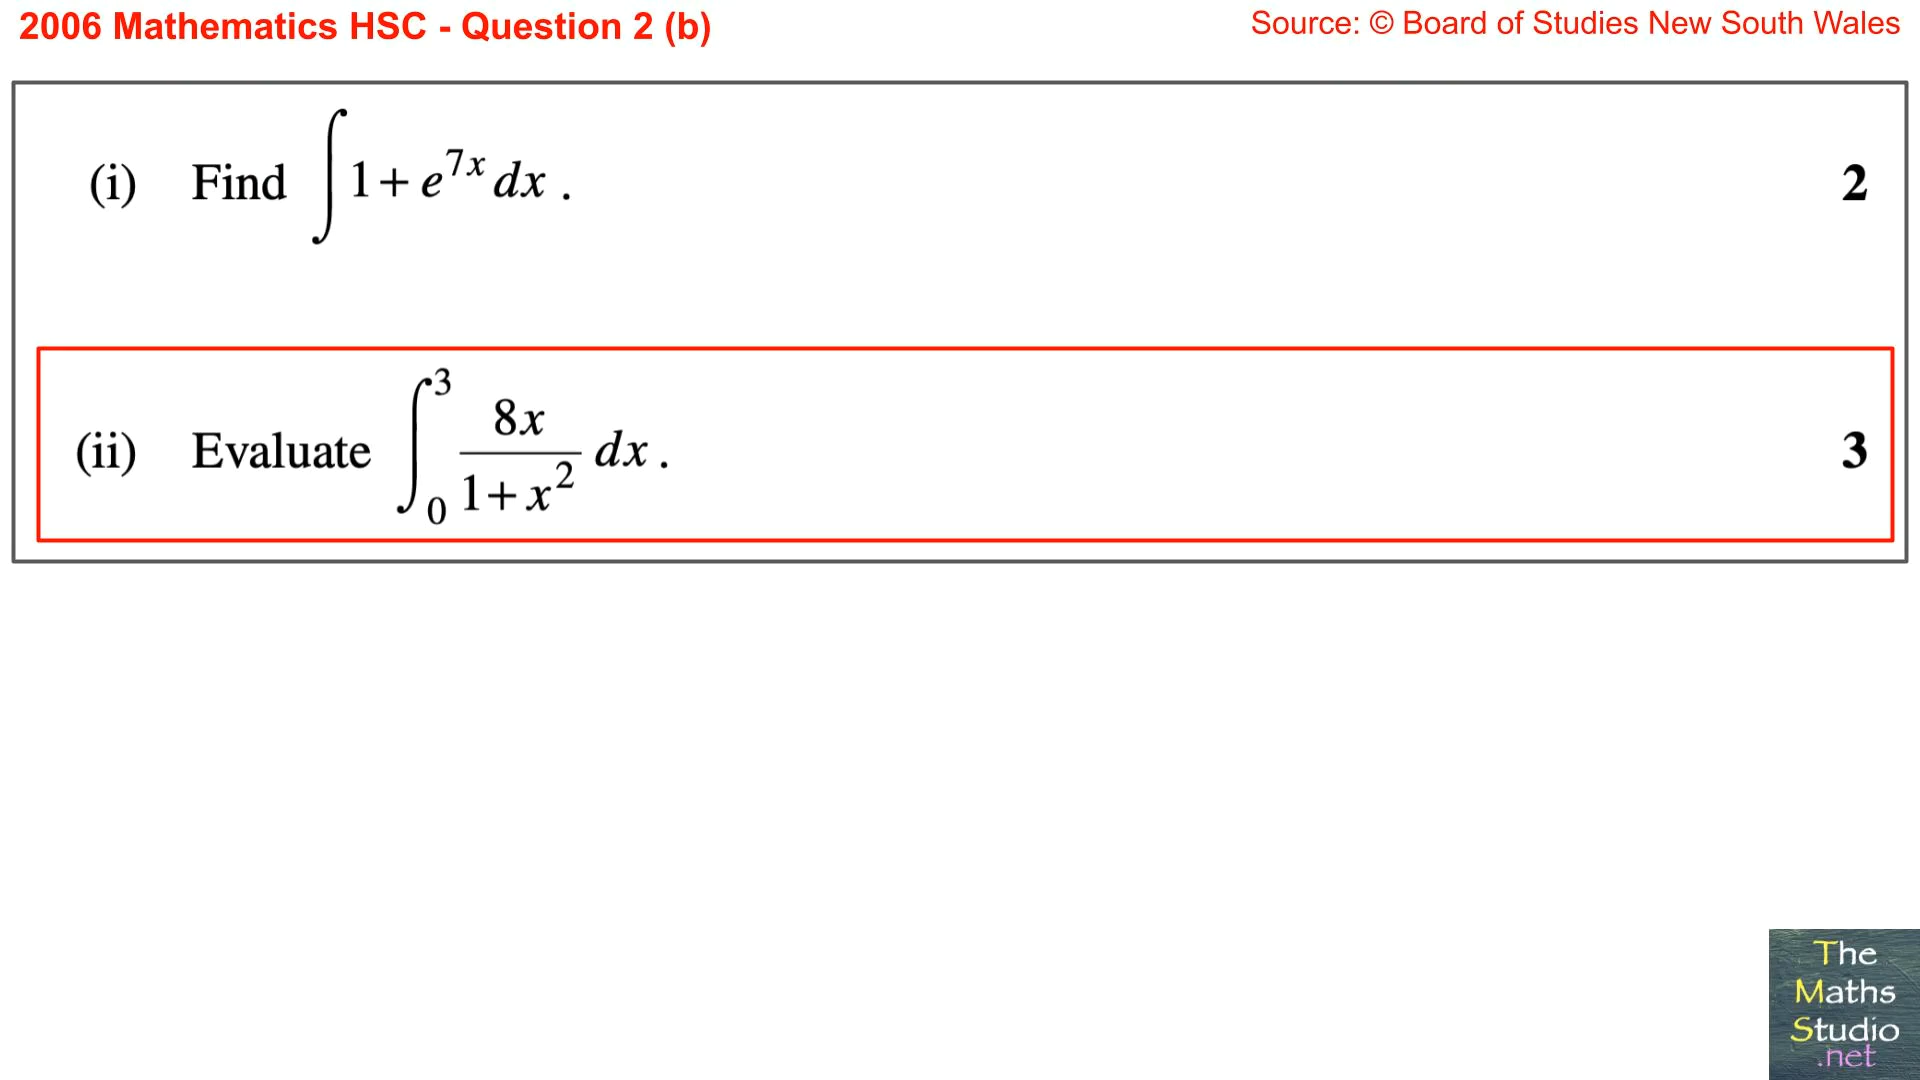 2006 Mathematics HSC - Question 2 (b)
Source: © Board of Studies New South Wales
(i) Find ∫ 1 + e^{7x} dx . 2
(ii) Evaluate ∫_0^3 \frac{8x}{1+x^2} dx . 3
The
Maths
Studio
.net